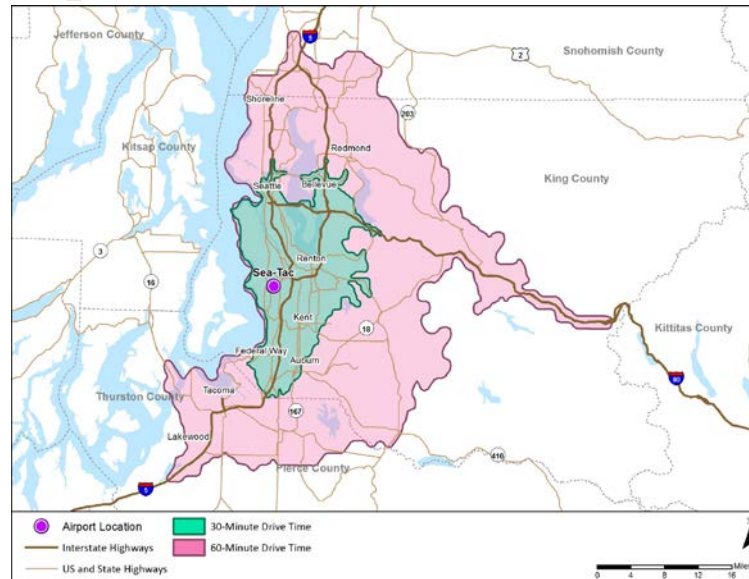 5
Jefferson County
Snohomish County
2
Shoreline
203
Kitsap County
Redmond
King County
Seattle
Bellevue
3
Renton
Sea-Tac
16
Kent
18
Kittitas County
Federal Way
Auburn
90
Tacoma
Thurston County
167
Lakewood
410
Pierce County
5
Airport Location
30-Minute Drive Time
Interstate Highways
60-Minute Drive Time
US and State Highways
0 4 8 12 16